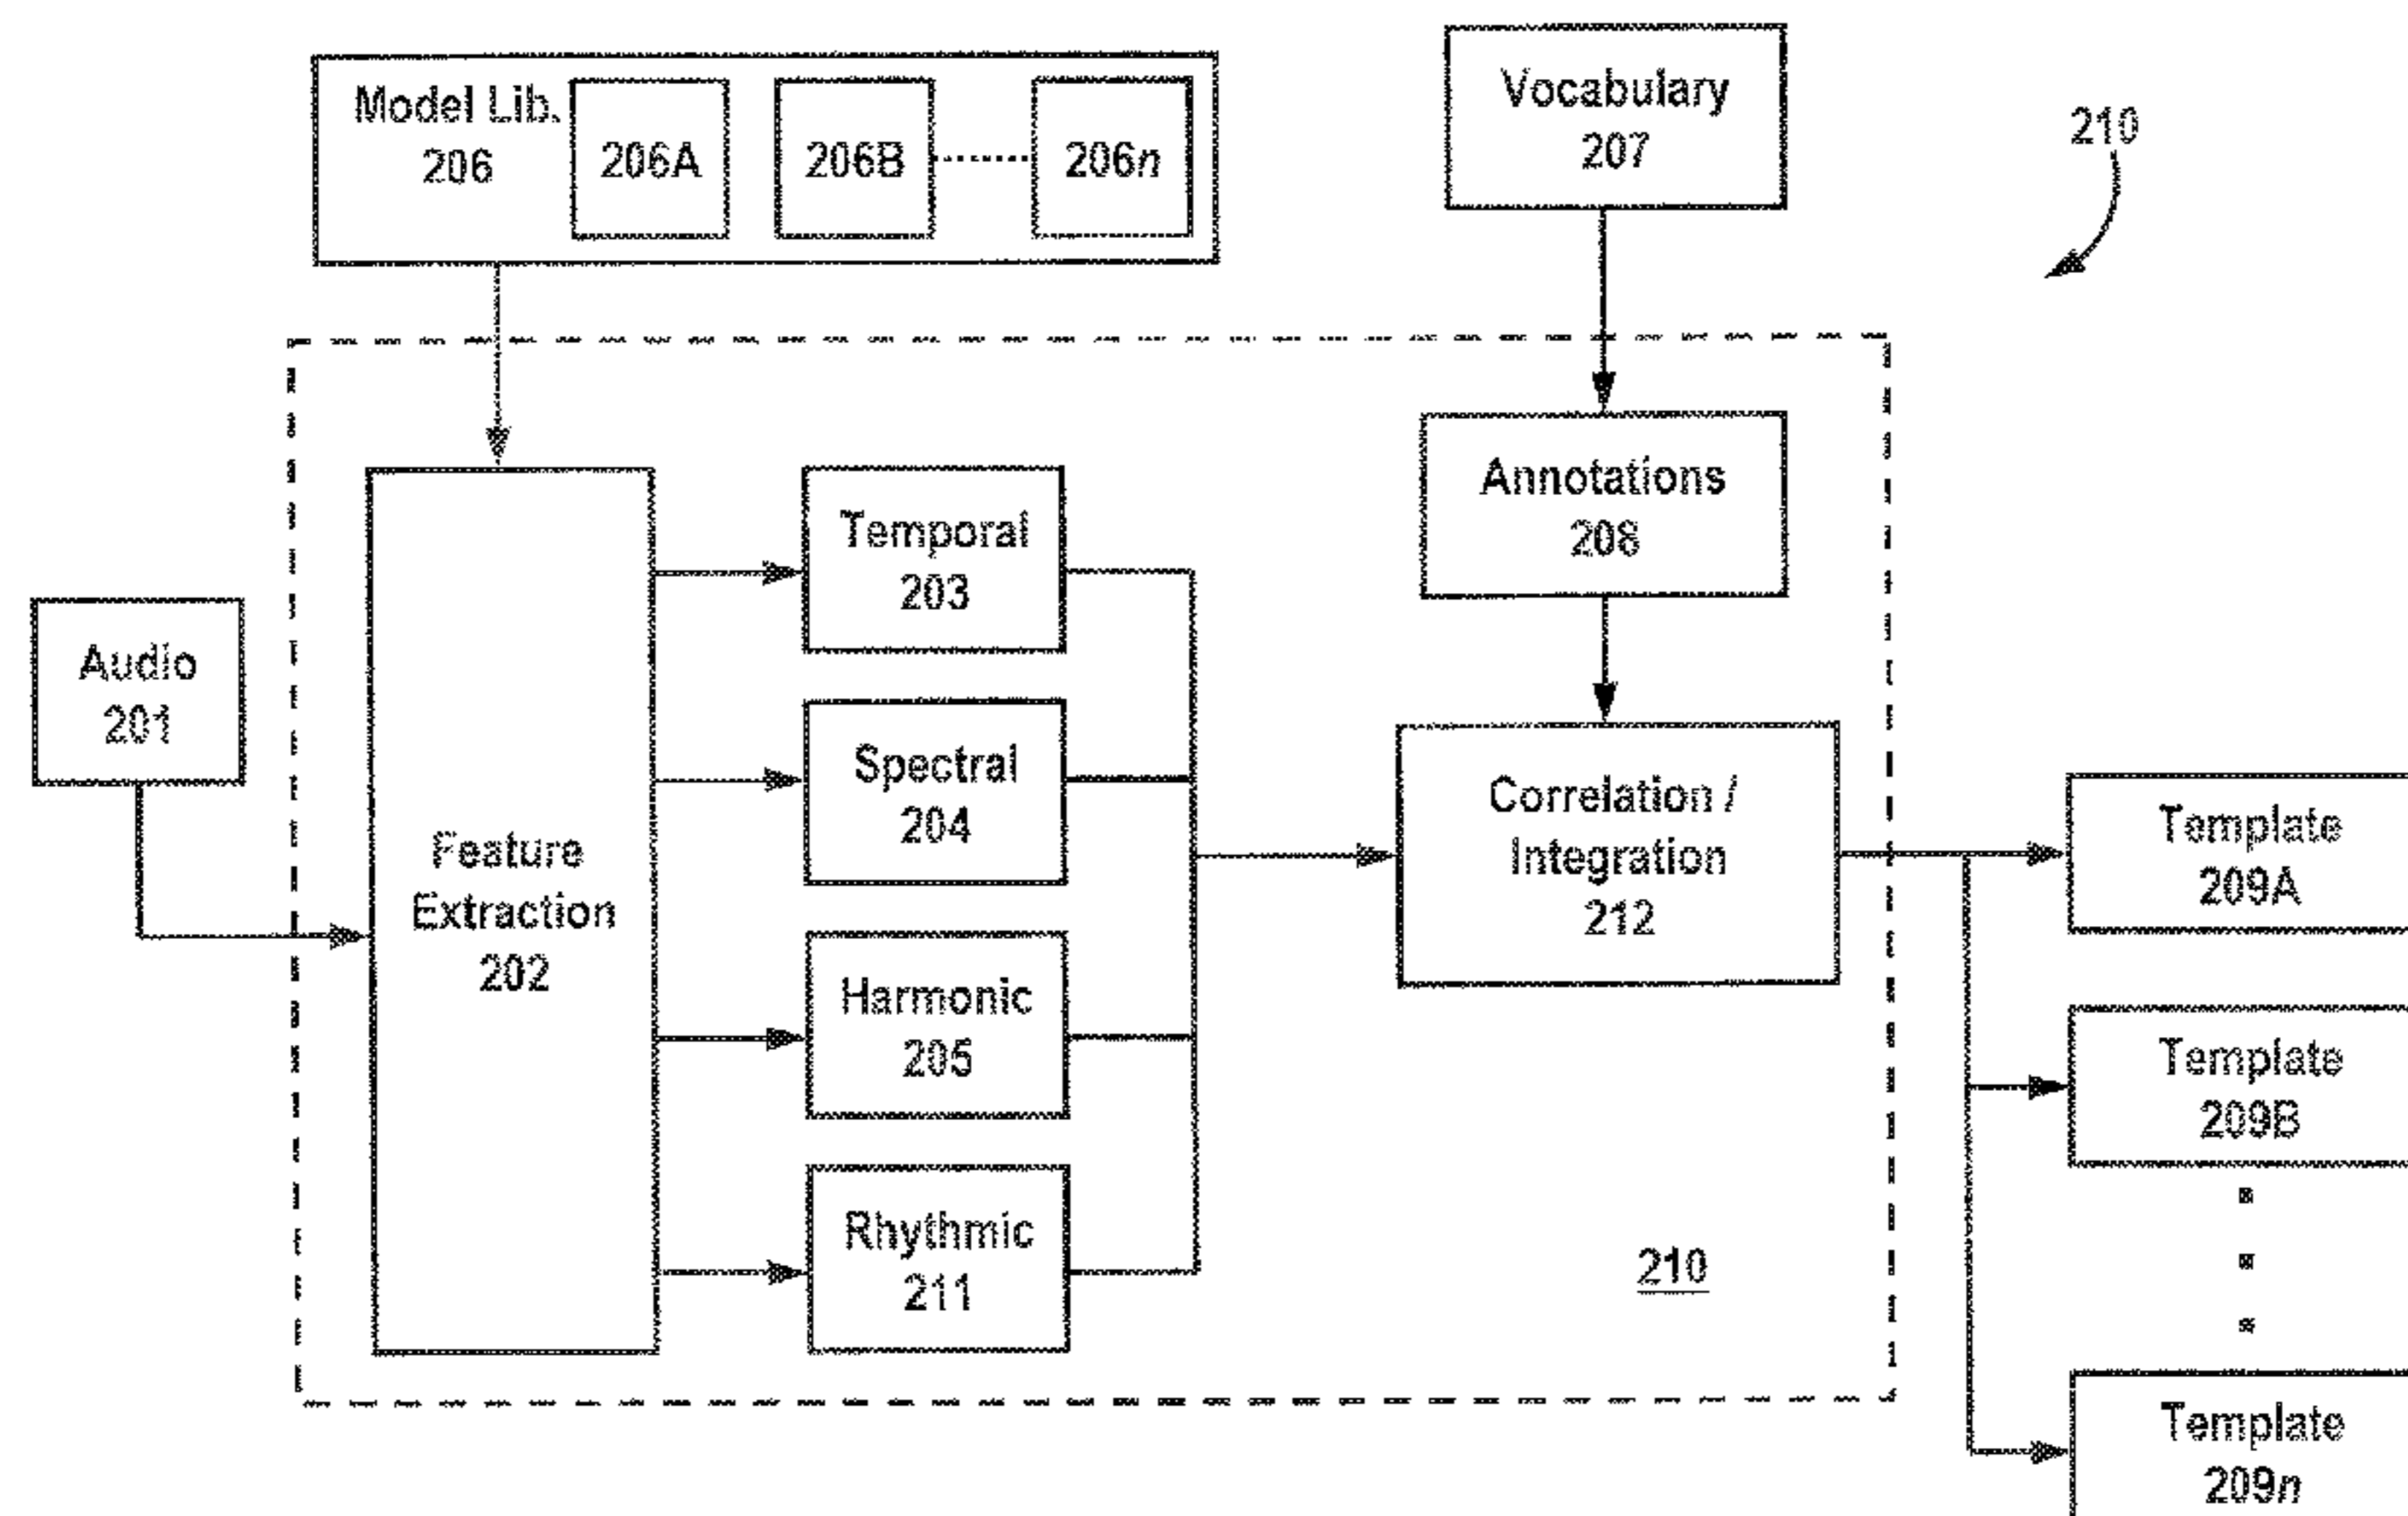 Model Lib.
206
206A
206B
206n
Vocabulary
207
210
Annotations
208
Audio
201
Feature
Extraction
202
Temporal
203
Spectral
204
Harmonic
205
Rhythmic
211
Correlation /
Integration
212
210
Template
209A
Template
209B
Template
209n